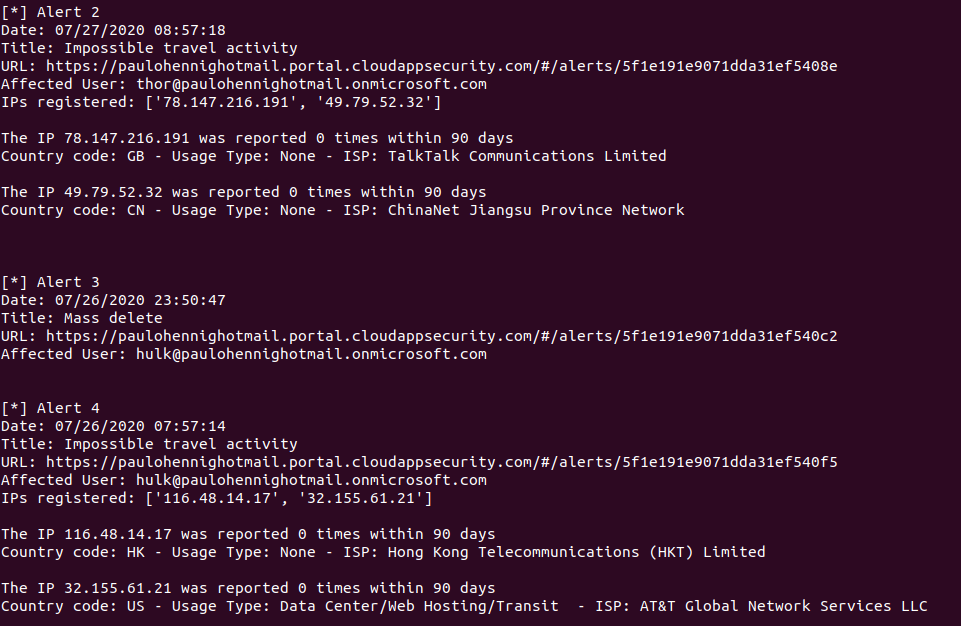 [*] Alert 2
Date: 07/27/2020 08:57:18
Title: Impossible travel activity
URL: https://paulohennighotmail.portal.cloudappsecurity.com/#/alerts/5f1e191e9071dda31ef5408e
Affected User: thor@paulohennighotmail.onmicrosoft.com
IPs registered: ['78.147.216.191', '49.79.52.32']
The IP 78.147.216.191 was reported 0 times within 90 days
Country code: GB - Usage Type: None - ISP: TalkTalk Communications Limited
The IP 49.79.52.32 was reported 0 times within 90 days
Country code: CN - Usage Type: None - ISP: ChinaNet Jiangsu Province Network
[*] Alert 3
Date: 07/26/2020 23:50:47
Title: Mass delete
URL: https://paulohennighotmail.portal.cloudappsecurity.com/#/alerts/5f1e191e9071dda31ef540c2
Affected User: hulk@paulohennighotmail.onmicrosoft.com
[*] Alert 4
Date: 07/26/2020 07:57:14
Title: Impossible travel activity
URL: https://paulohennighotmail.portal.cloudappsecurity.com/#/alerts/5f1e191e9071dda31ef540f5
Affected User: hulk@paulohennighotmail.onmicrosoft.com
IPs registered: ['116.48.14.17', '32.155.61.21']
The IP 116.48.14.17 was reported 0 times within 90 days
Country code: HK - Usage Type: None - ISP: Hong Kong Telecommunications (HKT) Limited
The IP 32.155.61.21 was reported 0 times within 90 days
Country code: US - Usage Type: Data Center/Web Hosting/Transit  - ISP: AT&T Global Network Services LLC